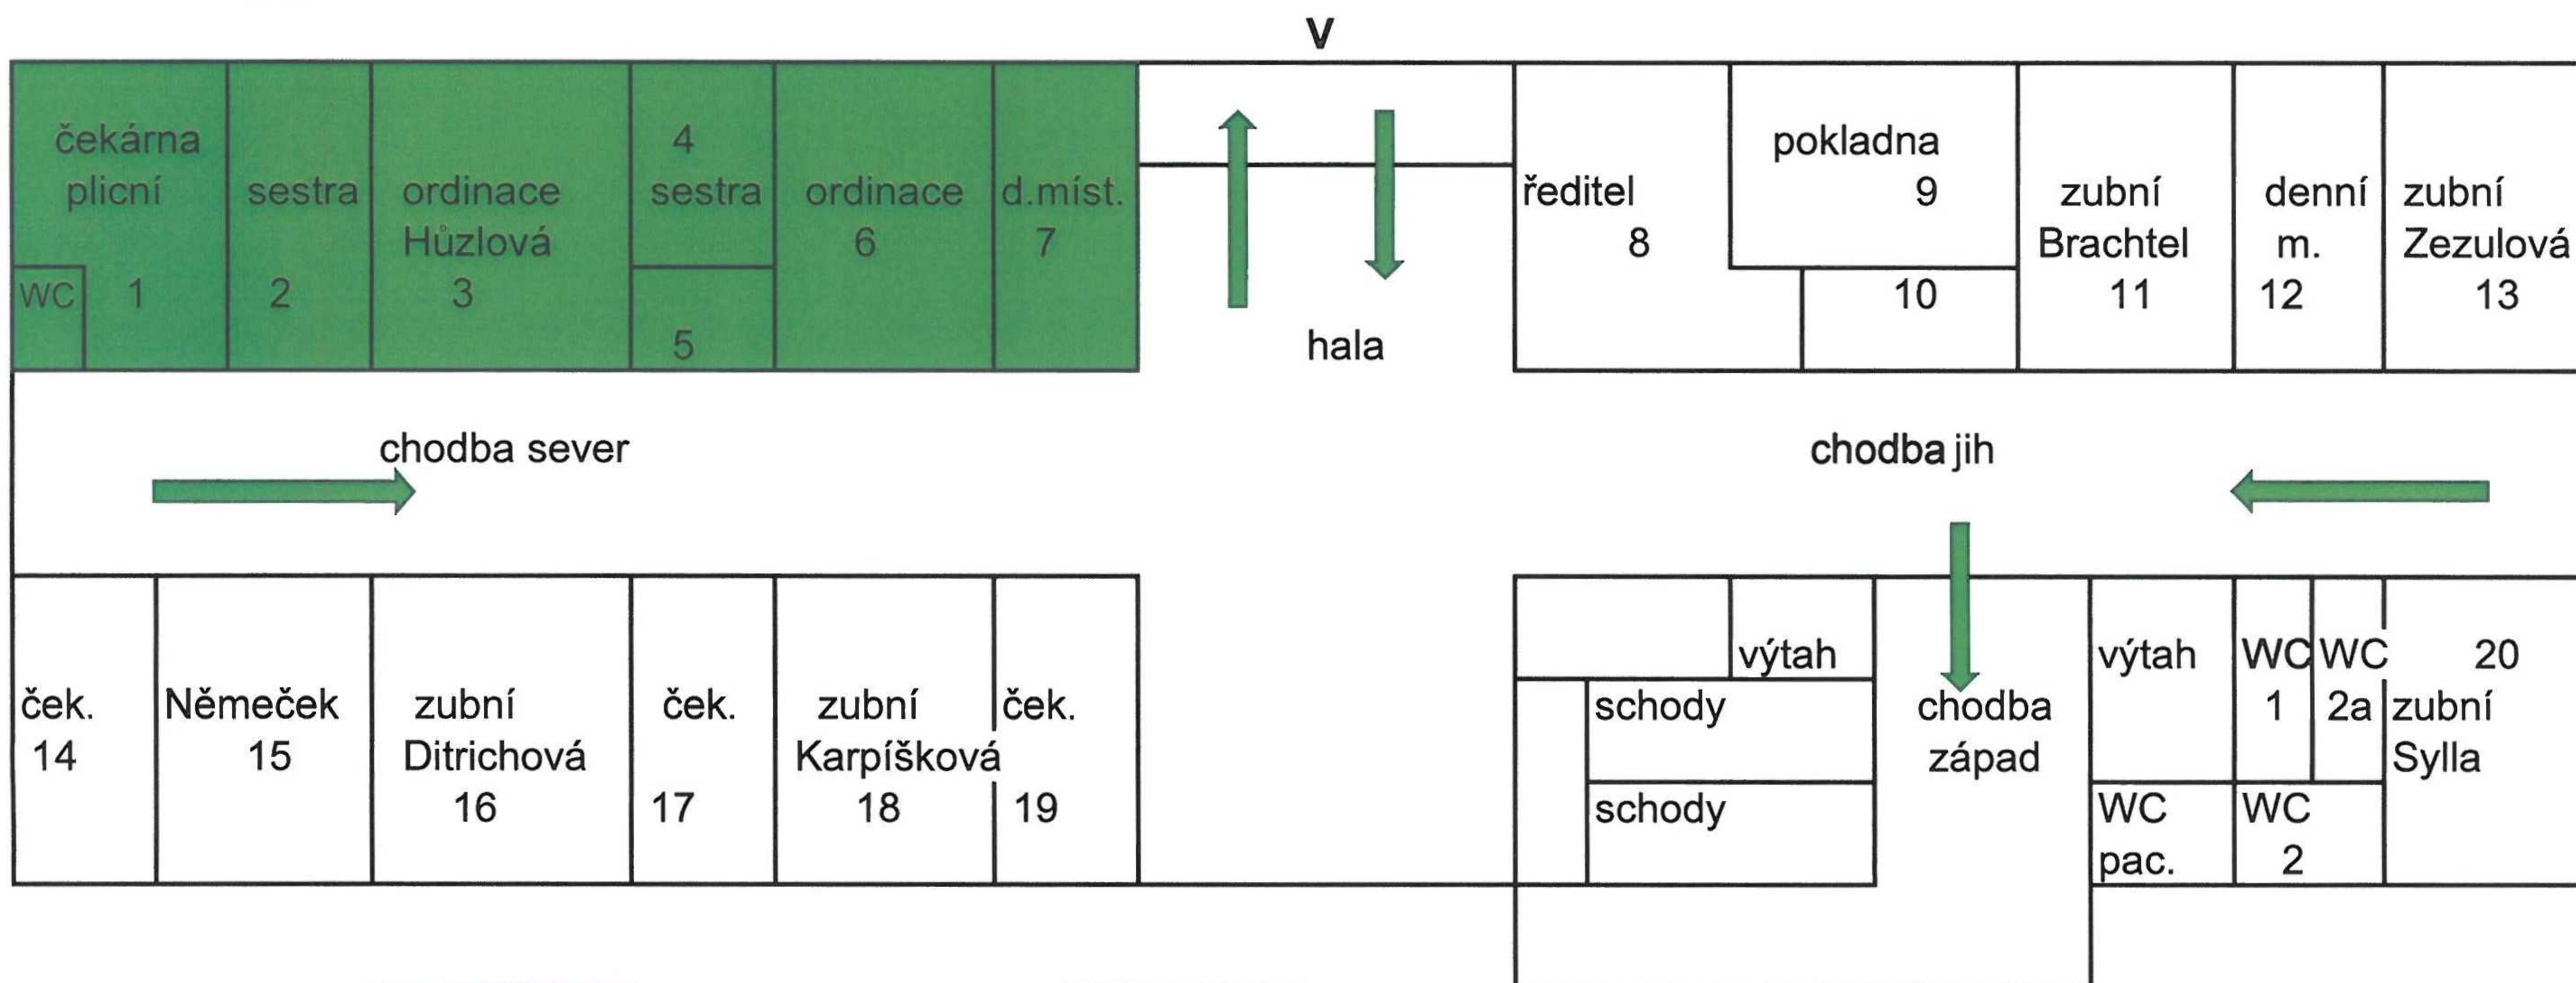 V
čekárna
plicní
WC 1
sestra
2
ordinace
Hůzlová
3
4
sestra
5
ordinace
6
d.míst.
7
hala
ředitel
8
pokladna
9
10
zubní
Brachtel
11
denní
m.
12
zubní
Zezulová
13
chodba sever
chodba jih
ček.
14
Němeček
15
zubní
Ditrichová
16
ček.
17
zubní
Karpíšková
18
ček.
19
výtah
schody
schody
chodba
západ
výtah
WC
1
WC
2a
WC
pac.
WC
2
20
zubní
Sylla